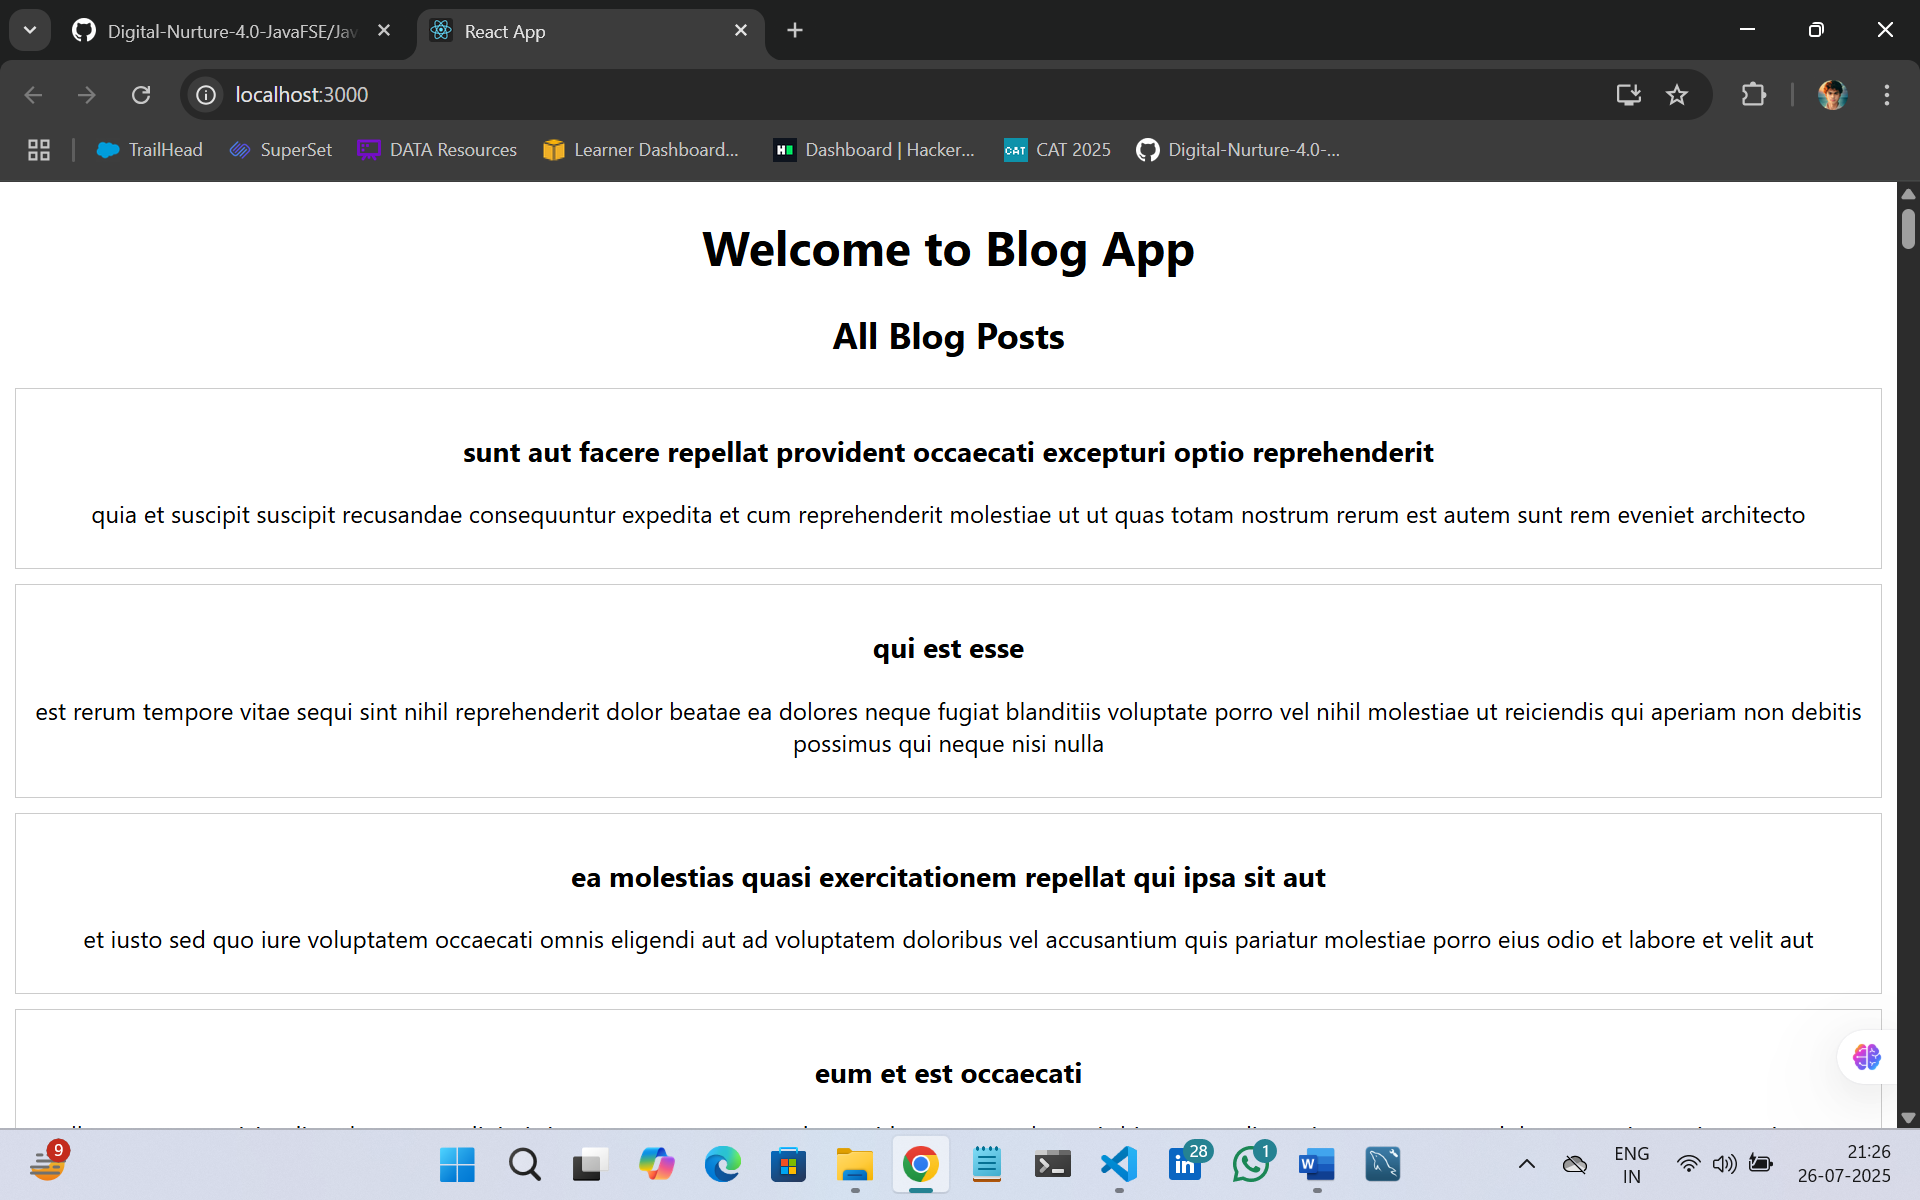 Digital-Nurture-4.0-JavaFSE/Jav
React App
localhost:3000
TrailHead
SuperSet
DATA Resources
Learner Dashboard...
Dashboard | Hacker...
CAT
CAT 2025
Digital-Nurture-4.0-...
Welcome to Blog App
All Blog Posts
sunt aut facere repellat provident occaecati excepturi optio reprehenderit
quia et suscipit suscipit recusandae consequuntur expedita et cum reprehenderit molestiae ut ut quas totam nostrum rerum est autem sunt rem eveniet architecto
qui est esse
est rerum tempore vitae sequi sint nihil reprehenderit dolor beatae ea dolores neque fugiat blanditiis voluptate porro vel nihil molestiae ut reiciendis qui aperiam non debitis
possimus qui neque nisi nulla
ea molestias quasi exercitationem repellat qui ipsa sit aut
et iusto sed quo iure voluptatem occaecati omnis eligendi aut ad voluptatem doloribus vel accusantium quis pariatur molestiae porro eius odio et labore et velit aut
eum et est occaecati
9
28
1
ENG
IN
21:26
26-07-2025